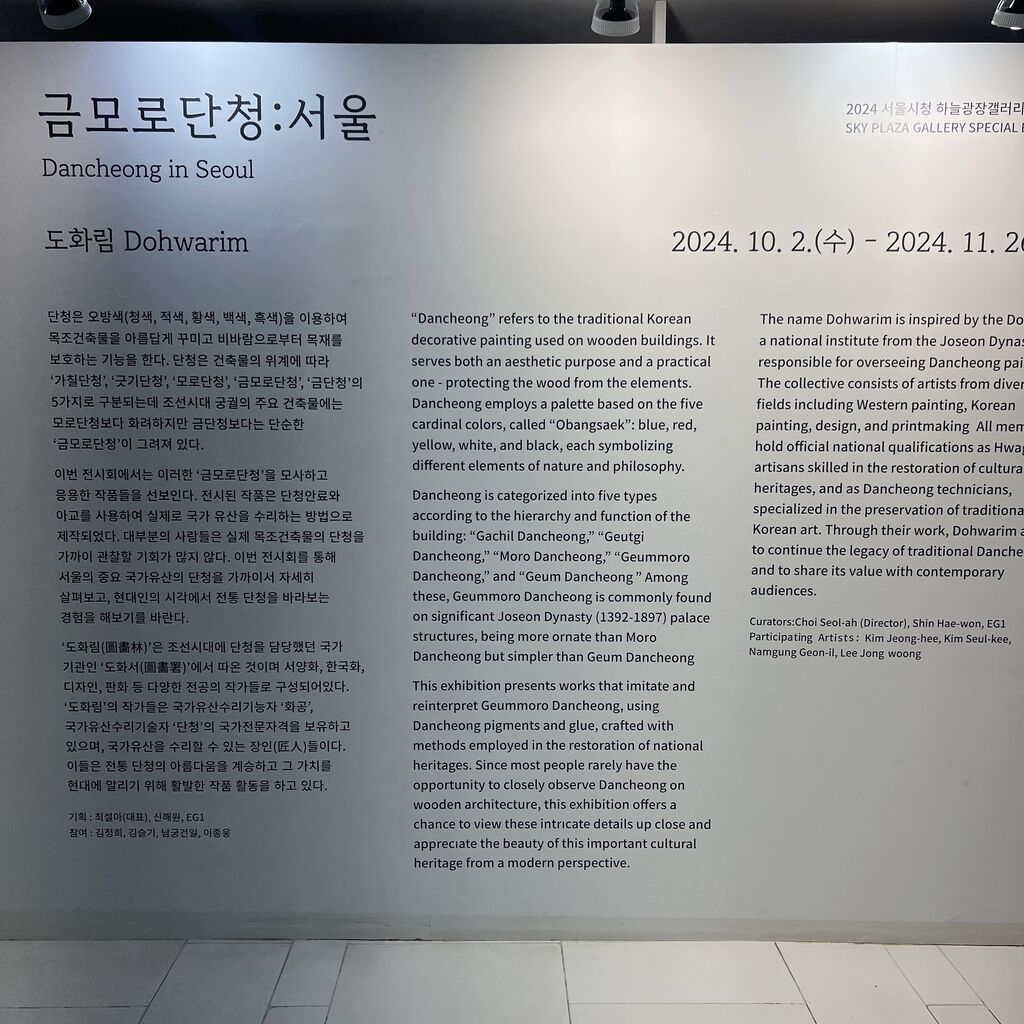 금모로단청:서울
Dancheong in Seoul
2024 서울시청 하늘광장갤러리
SKY PLAZA GALLERY SPECIAL
도화림 Dohwarim
2024. 10. 2.(수) - 2024. 11.
단청은 오방색(청색, 적색, 황색, 백색, 흑색)을 이용하여
목조건축물을 아름답게 꾸미고 비바람으로부터 목재를
보호하는 기능을 한다. 단청은 건축물의 위계에 따라
‘가칠단청’, ‘긋기단청’, ‘모로단청’, ‘금모로단청’, ‘금단청’의
5가지로 구분되는데 조선시대 궁궐의 주요 건축물에는
모로단청보다 화려하지만 금단청보다는 단순한
‘금모로단청’이 그려져 있다.
이번 전시회에서는 이러한 ‘금모로단청’을 모사하고
응용한 작품들을 선보인다. 전시된 작품은 단청안료와
아교를 사용하여 실제로 국가 유산을 수리하는 방법으로
제작되었다. 대부분의 사람들은 실제 목조건축물의 단청을
가까이 관찰할 기회가 많지 않다. 이번 전시회를 통해
서울의 중요 국가유산의 단청을 가까이서 자세히
살펴보고, 현대인의 시각에서 전통 단청을 바라보는
경험을 해보기를 바란다.
‘도화림(圖畵林)’은 조선시대에 단청을 담당했던 국가
기관인 ‘도화서(圖畵署)’에서 따온 것이며 서양화, 한국화,
디자인, 판화 등 다양한 전공의 작가들로 구성되어있다.
‘도화림’의 작가들은 국가유산수리기능자 ‘화공’,
국가유산수리기술자 ‘단청’의 국가전문자격을 보유하고
있으며, 국가유산을 수리할 수 있는 장인(匠人)들이다.
이들은 전통 단청의 아름다움을 계승하고 그 가치를
현대에 알리기 위해 활발한 작품 활동을 하고 있다.
기획 : 최설아(대표), 신해원, EG1
참여 : 김정희, 김슬기, 남궁건일, 이종웅
“Dancheong” refers to the traditional Korean
decorative painting used on wooden buildings. It
serves both an aesthetic purpose and a practical
one - protecting the wood from the elements.
Dancheong employs a palette based on the five
cardinal colors, called “Obangsaek”: blue, red,
yellow, white, and black, each symbolizing
different elements of nature and philosophy.
Dancheong is categorized into five types
according to the hierarchy and function of the
building: “Gachil Dancheong,” “Geutgi
Dancheong,” “Moro Dancheong,” “Geummoro
Dancheong,” and “Geum Dancheong ” Among
these, Geummoro Dancheong is commonly found
on significant Joseon Dynasty (1392-1897) palace
structures, being more ornate than Moro
Dancheong but simpler than Geum Dancheong
This exhibition presents works that imitate and
reinterpret Geummoro Dancheong, using
Dancheong pigments and glue, crafted with
methods employed in the restoration of national
heritages. Since most people rarely have the
opportunity to closely observe Dancheong on
wooden architecture, this exhibition offers a
chance to view these intricate details up close and
appreciate the beauty of this important cultural
heritage from a modern perspective.
The name Dohwarim is inspired by the
a national institute from the Joseon
responsible for overseeing Dancheong
The collective consists of artists from
fields including Western painting, Korean
painting, design, and printmaking All
hold official national qualifications as
artisans skilled in the restoration of
heritages, and as Dancheong technicians,
specialized in the preservation of
Korean art. Through their work, Dohwarim
to continue the legacy of traditional
and to share its value with contemporary
audiences.
Curators:Choi Seol-ah (Director), Shin Hae-won, EG1
Participating Artists: Kim Jeong-hee, Kim Seul-kee,
Namgung Geon-il, Lee Jong woong